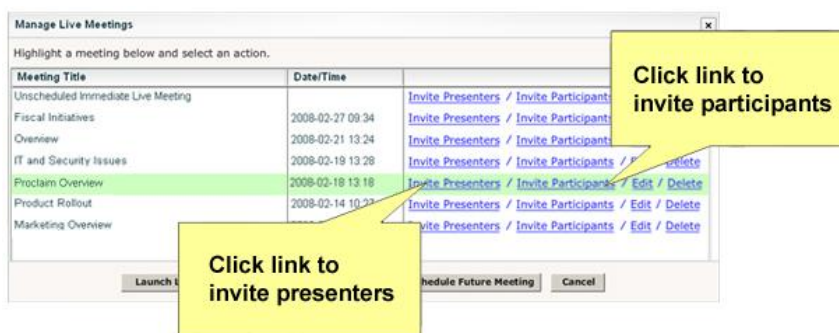 Manage Live Meetings
Highlight a meeting below and select an action.
Meeting Title Date/Time
Unscheduled Immediate Live Meeting Invite Presenters / Invite Participants
Fiscal Initiatives 2008-02-27 09:34 Invite Presenters / Invite Participants
Overview 2008-02-21 13:24 Invite Presenters / Invite Participants
IT and Security Issues 2008-02-19 13:28 Invite Presenters / Invite Participants / Edit / Delete
Proclaim Overview 2008-02-18 13:18 Invite Presenters / Invite Participants / Edit / Delete
Product Rollout 2008-02-14 Invite Presenters / Invite Participants / Edit / Delete
Marketing Overview Invite Presenters / Invite Participants / Edit / Delete
Launch Future Meeting Cancel
Click link to
invite participants
Click link to
invite presenters